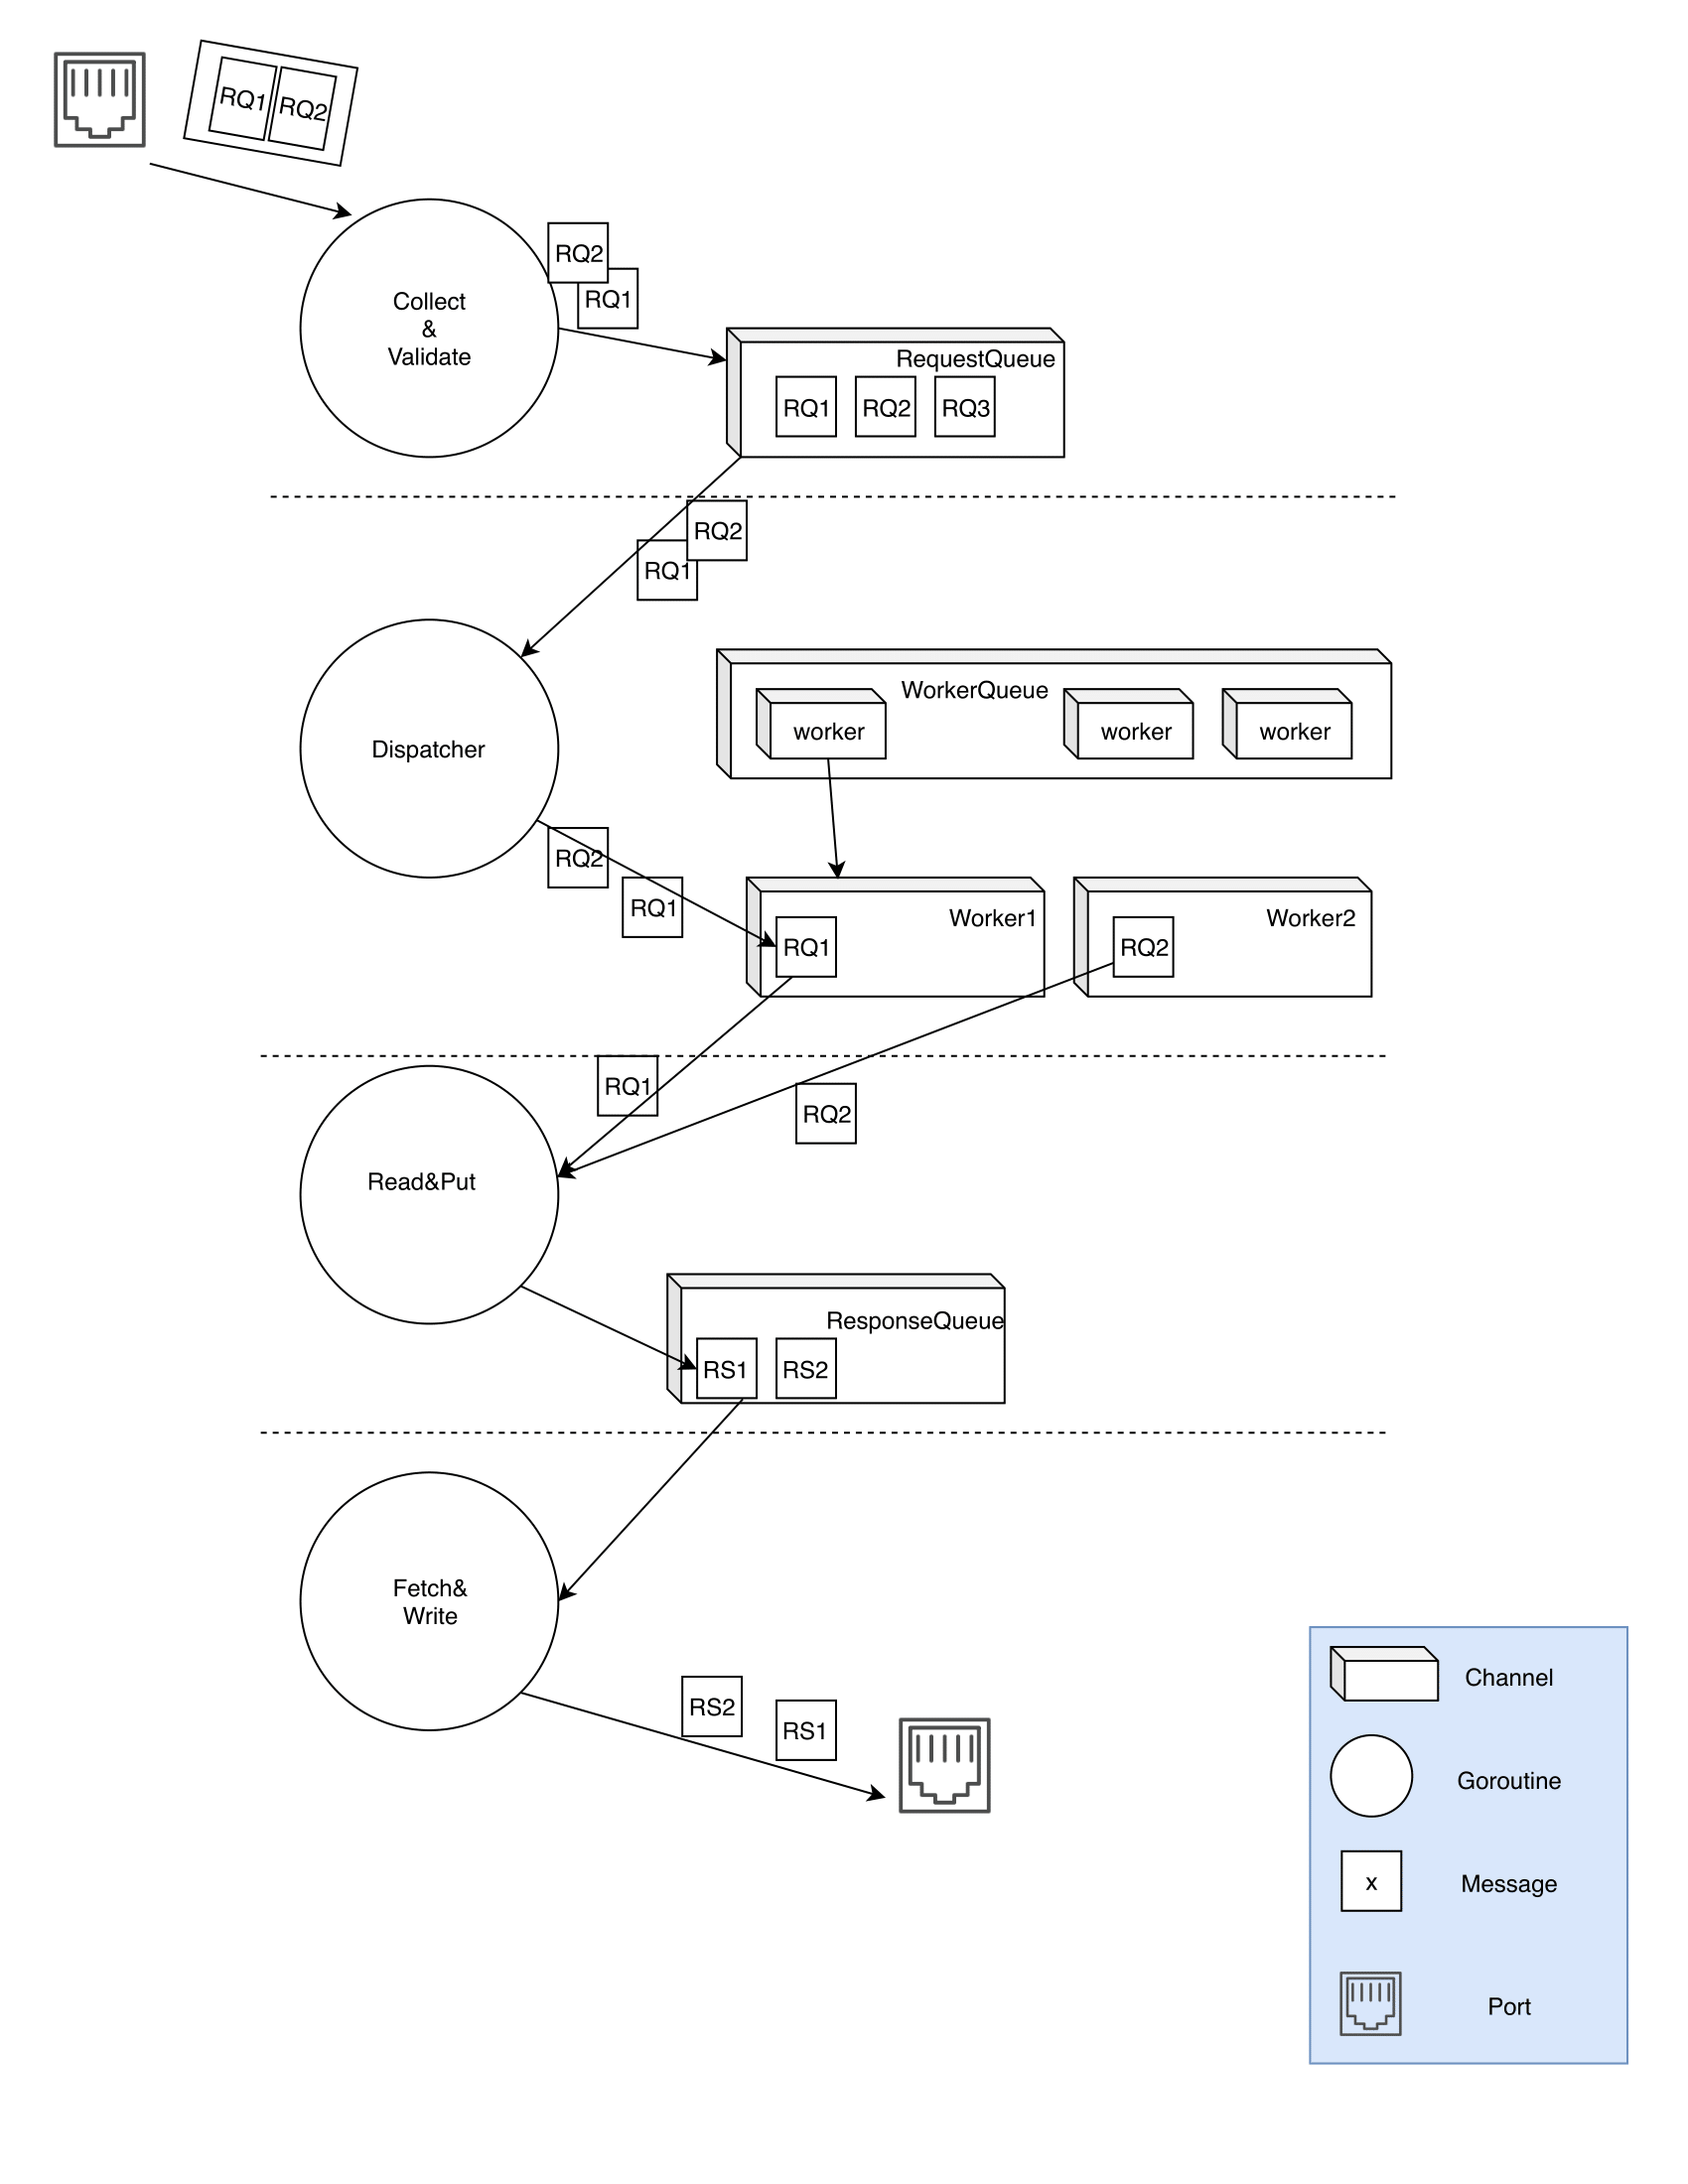 RQ1
RQ2
RQ2
RQ1
Collect
&
Validate
RequestQueue
RQ1
RQ2
RQ3
RQ2
RQ1
Dispatcher
WorkerQueue
worker
worker
worker
RQ2
RQ1
Worker1
RQ1
Worker2
RQ2
RQ1
RQ2
Read&Put
ResponseQueue
RS1
RS2
Fetch&
Write
RS2
RS1
Channel
Goroutine
x
Message
Port